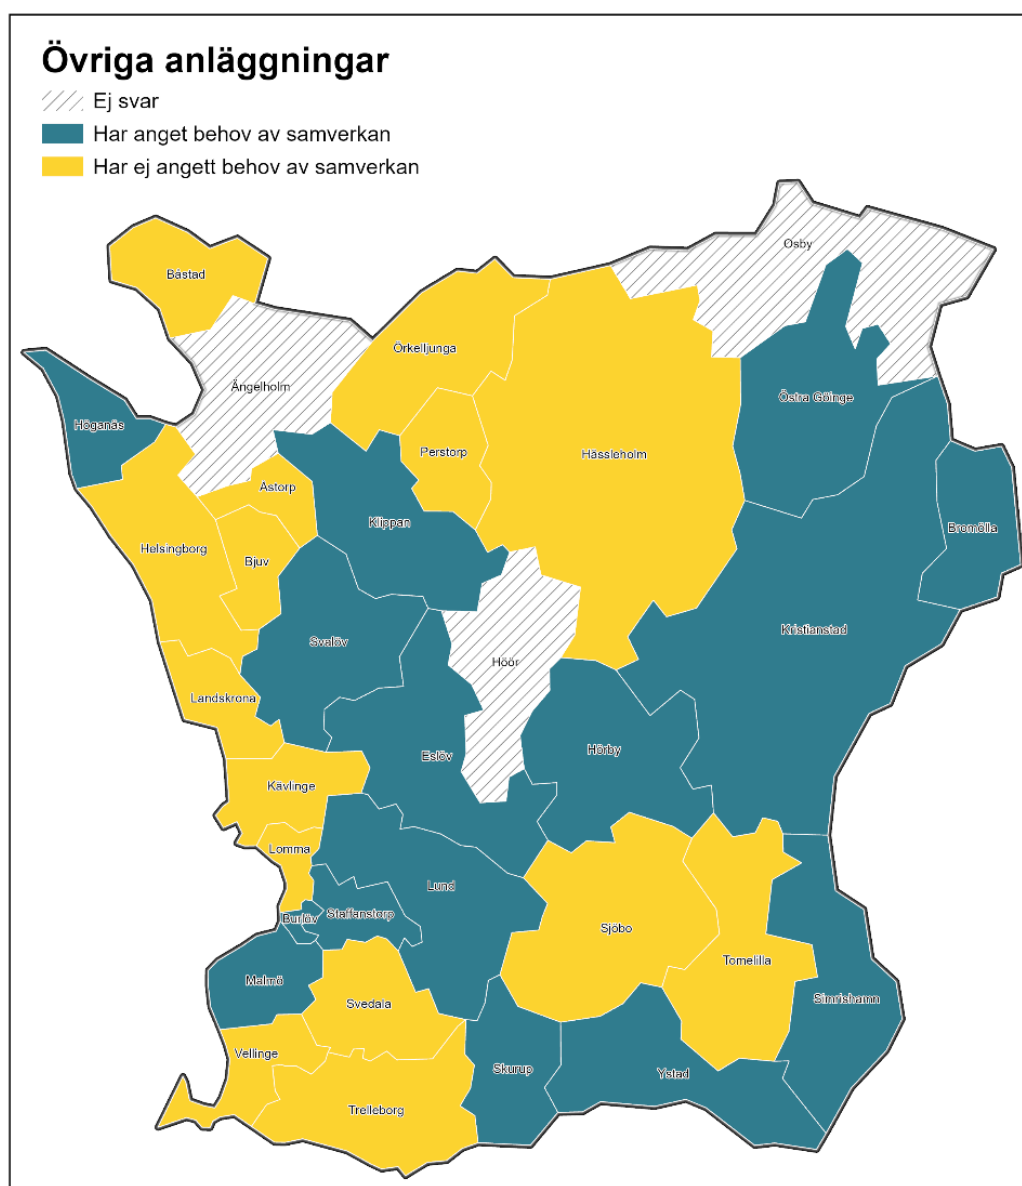 Övriga anläggningar
Ej svar
Har anget behov av samverkan
Har ej angett behov av samverkan
Osby
Båstad
Örkelljunga
Ängelholm
Östra Göinge
Höganäs
Perstorp
Hässleholm
Åstorp
Klippan
Bromölla
Helsingborg
Bjuv
Kristianstad
Svalöv
Höör
Landskrona
Hörby
Eslöv
Kävlinge
Lomma
Lund
Staffanstorp
Burlöv
Sjöbo
Tomelilla
Malmö
Simrishamn
Svedala
Vellinge
Skurup
Ystad
Trelleborg